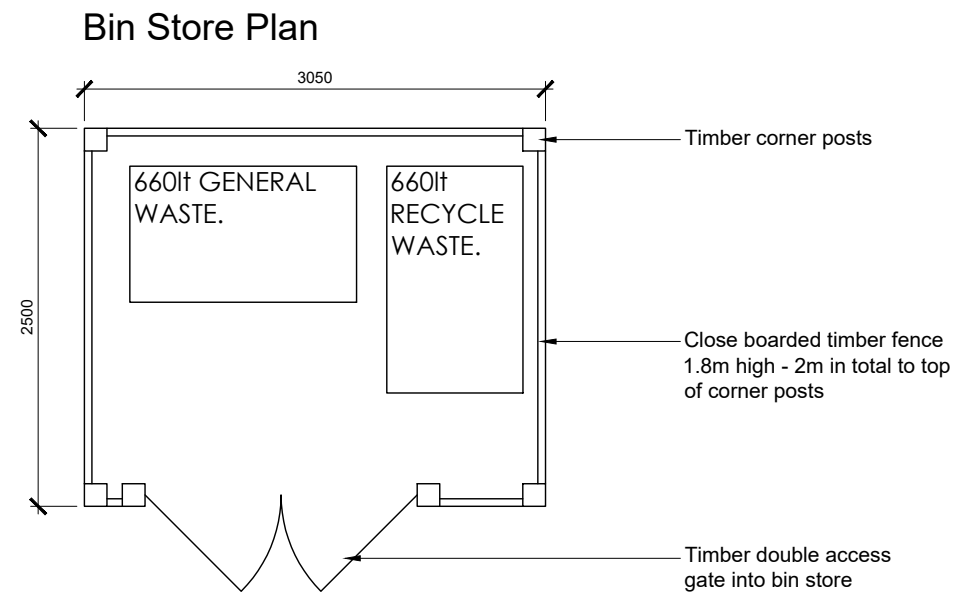 Bin Store Plan
3050
Timber corner posts
660lt GENERAL
WASTE.
660lt
RECYCLE
WASTE.
2500
Close boarded timber fence
1.8m high - 2m in total to top
of corner posts
Timber double access
gate into bin store